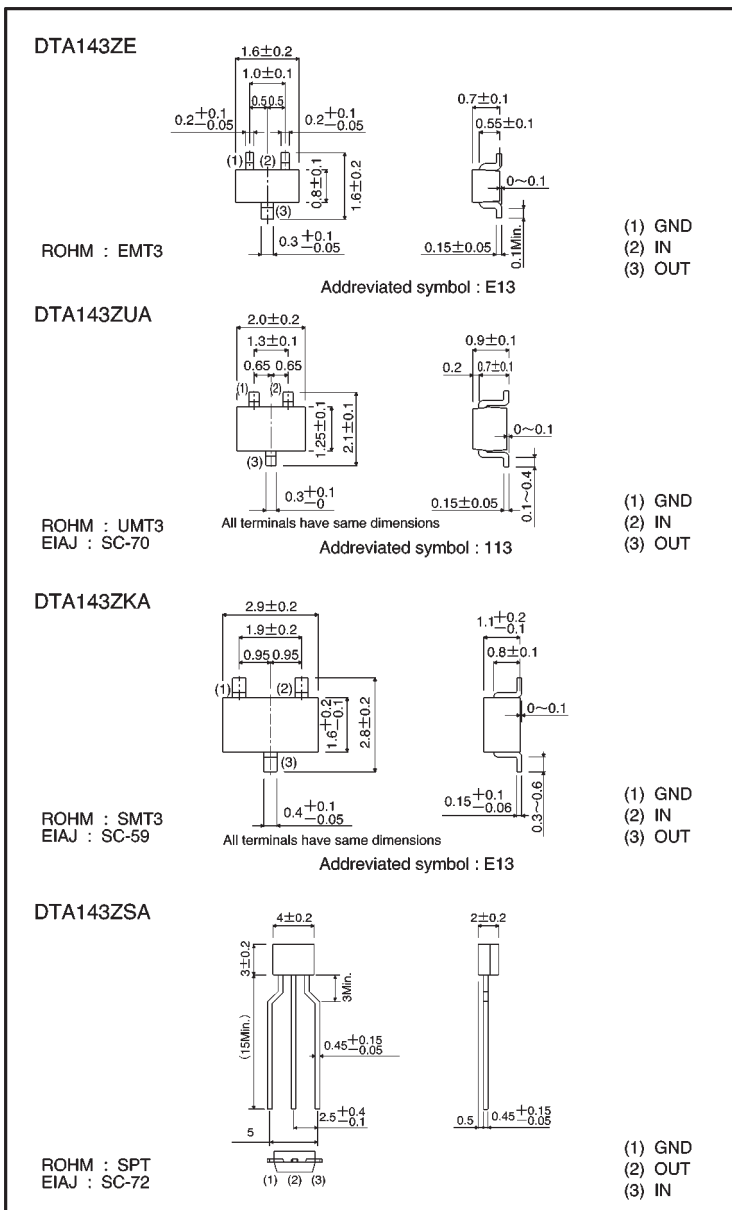 DTA143ZE
1.6±0.2
1.0±0.1
0.5 0.5
0.2+0.1 −0.05
0.2+0.1 −0.05
(1) (2)
0.8±0.1
1.6±0.2
(3)
0.3+0.1 −0.05
0.7±0.1
0.55±0.1
0~0.1
0.15±0.05
0.1Min.
ROHM : EMT3
(1) GND
(2) IN
(3) OUT
Addreviated symbol : E13
DTA143ZUA
2.0±0.2
1.3±0.1
0.65 0.65
(1) (2)
1.25±0.1
2.1±0.1
(3)
0.3+0.1 −0
0.9±0.1
0.2 0.7±0.1
0~0.1
0.15±0.05
0.1~0.4
ROHM : UMT3
EIAJ : SC-70
All terminals have same dimensions
Addreviated symbol : 113
(1) GND
(2) IN
(3) OUT
DTA143ZKA
2.9±0.2
1.9±0.2
0.95 0.95
(1) (2)
1.6+0.2 −0.1
2.8±0.2
(3)
0.4+0.1 −0.05
1.1+0.2 −0.1
0.8±0.1
0~0.1
0.15+0.1 −0.06
0.3~0.6
ROHM : SMT3
EIAJ : SC-59
All terminals have same dimensions
Addreviated symbol : E13
(1) GND
(2) IN
(3) OUT
DTA143ZSA
4±0.2
3±0.2
3Min.
(15Min.)
0.45+0.15 −0.05
2.5+0.4 −0.1
5
(1) (2) (3)
2±0.2
0.5 0.45+0.15 −0.05
ROHM : SPT
EIAJ : SC-72
(1) GND
(2) OUT
(3) IN